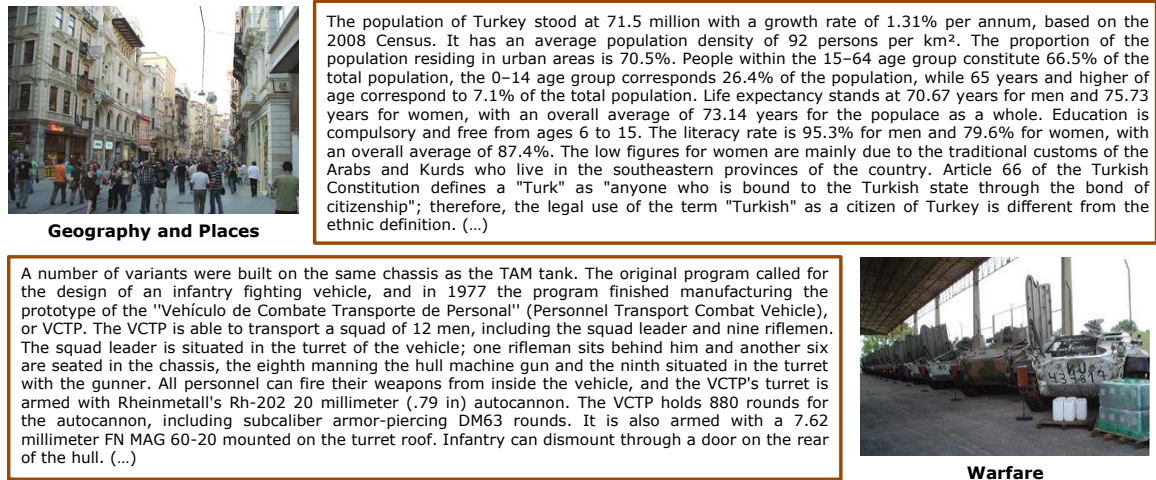 The population of Turkey stood at 71.5 million with a growth rate of 1.31% per annum, based on the
2008 Census. It has an average population density of 92 persons per km². The proportion of the
population residing in urban areas is 70.5%. People within the 15–64 age group constitute 66.5% of the
total population, the 0–14 age group corresponds 26.4% of the population, while 65 years and higher of
age correspond to 7.1% of the total population. Life expectancy stands at 70.67 years for men and 75.73
years for women, with an overall average of 73.14 years for the populace as a whole. Education is
compulsory and free from ages 6 to 15. The literacy rate is 95.3% for men and 79.6% for women, with
an overall average of 87.4%. The low figures for women are mainly due to the traditional customs of the
Arabs and Kurds who live in the southeastern provinces of the country. Article 66 of the Turkish
Constitution defines a "Turk" as "anyone who is bound to the Turkish state through the bond of
citizenship"; therefore, the legal use of the term "Turkish" as a citizen of Turkey is different from the
ethnic definition. (…)
Geography and Places
A number of variants were built on the same chassis as the TAM tank. The original program called for
the design of an infantry fighting vehicle, and in 1977 the program finished manufacturing the
prototype of the ''Vehículo de Combate Transporte de Personal'' (Personnel Transport Combat Vehicle),
or VCTP. The VCTP is able to transport a squad of 12 men, including the squad leader and nine riflemen.
The squad leader is situated in the turret of the vehicle; one rifleman sits behind him and another six
are seated in the chassis, the eighth manning the hull machine gun and the ninth situated in the turret
with the gunner. All personnel can fire their weapons from inside the vehicle, and the VCTP's turret is
armed with Rheinmetall's Rh-202 20 millimeter (.79 in) autocannon. The VCTP holds 880 rounds for
the autocannon, including subcaliber armor-piercing DM63 rounds. It is also armed with a 7.62
millimeter FN MAG 60-20 mounted on the turret roof. Infantry can dismount through a door on the rear
of the hull. (…)
Warfare